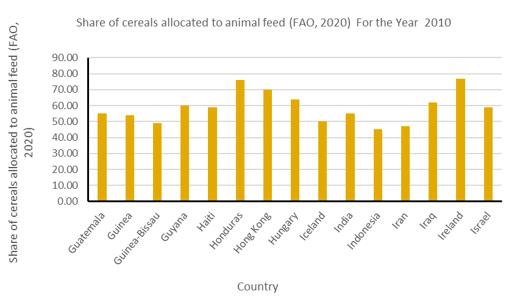 Share of cereals allocated to animal feed (FAO, 2020) For the Year 2010
Share of cereals allocated to animal feed (FAO,
2020)
90.00
80.00
70.00
60.00
50.00
40.00
30.00
20.00
10.00
0.00
Guatemala
Guinea
Guinea-Bissau
Guyana
Haiti
Honduras
Hong Kong
Hungary
Iceland
India
Indonesia
Iran
Iraq
Ireland
Israel
Country